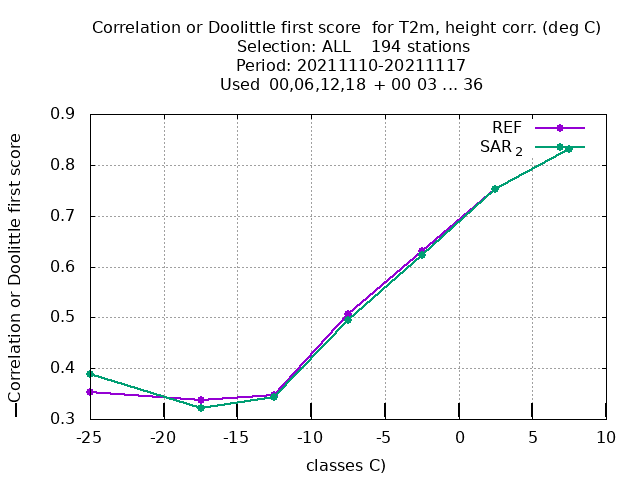 Correlation or Doolittle first score  for T2m, height corr. (deg C)
Selection: ALL    194 stations
Period: 20211110-20211117
Used 00,06,12,18 + 00 03 ... 36
REF
SAR 2
Correlation or Doolittle first score
0.9
0.8
0.7
0.6
0.5
0.4
0.3
-25
-20
-15
-10
-5
0
5
10
classes C)